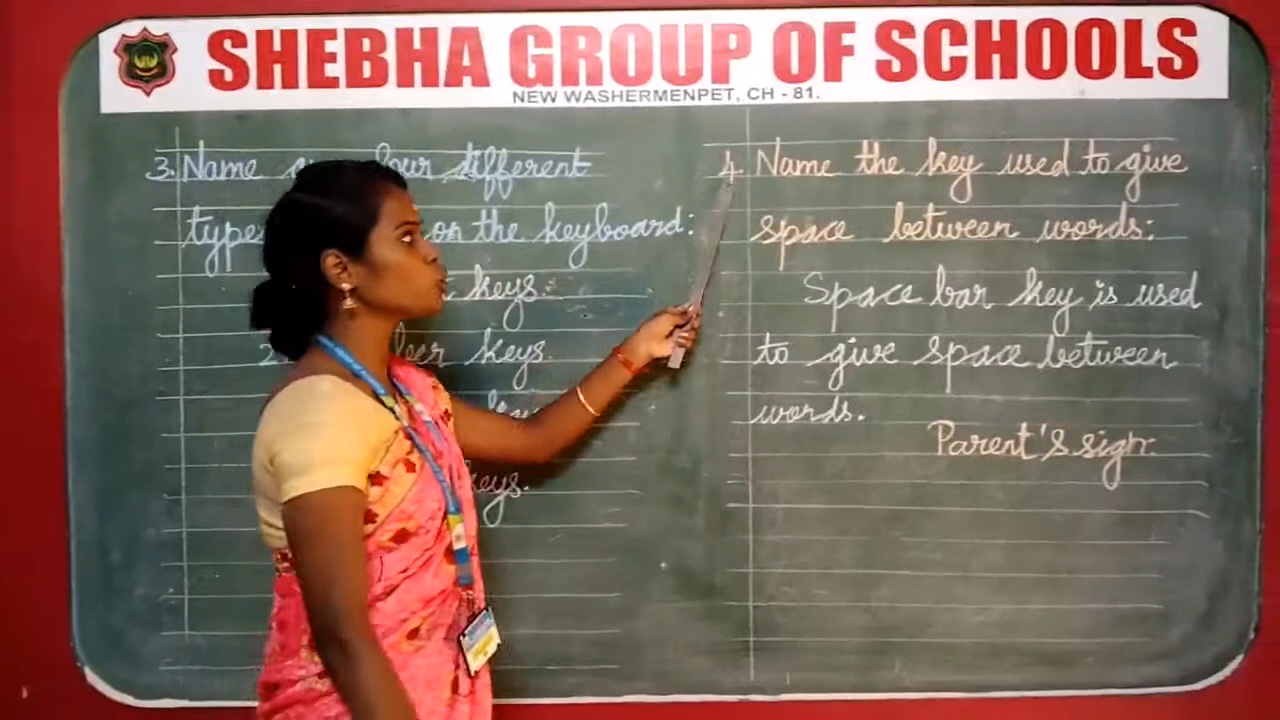 SHEBHA GROUP OF SCHOOLS
NEW WASHERMENPET, CH - 81.
3. Name four different
on the keyboard:
keys.
2. keys.
keys.
4. Name the key used to give
space between words:
Space bar key is used
to give space between
words.
Parent's sign.